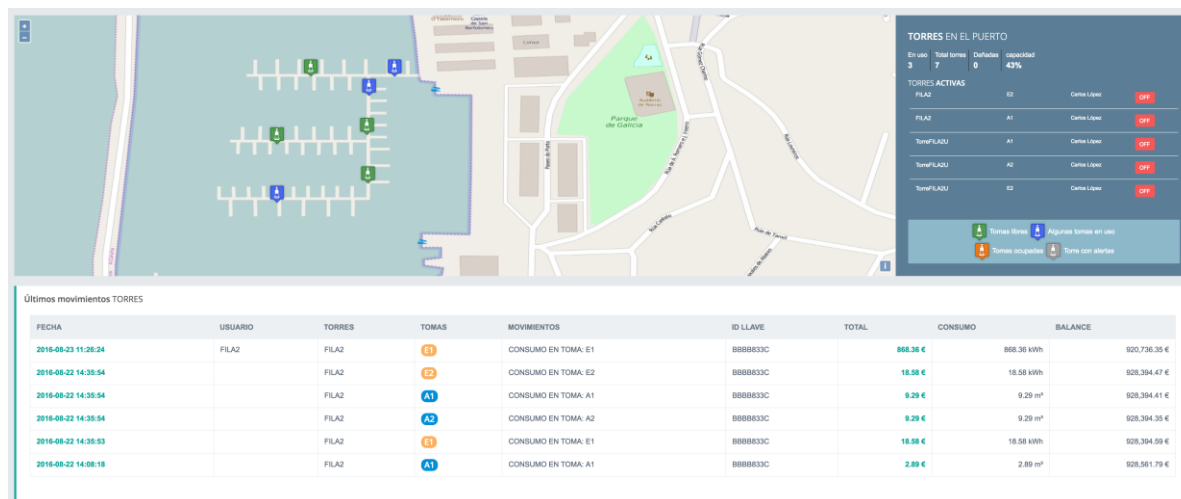 +
−
Castelo
de San
Bartolomeu
Lonxa
Auditorio
de Naron
Parque
de Galicia
TORRES EN EL PUERTO
En uso Total torres Dañadas capacidad
3 7 0 43%
TORRES ACTIVAS
FILA2 E2 Carlos López OFF
FILA2 A1 Carlos López OFF
TorreFILA2U A1 Carlos López OFF
TorreFILA2U A2 Carlos López OFF
TorreFILA2U E2 Carlos López OFF
Tomas libres Algunas tomas en uso
Tomas ocupadas Torre con alertas
i
Últimos movimientos TORRES
FECHA USUARIO TORRES TOMAS MOVIMIENTOS ID LLAVE TOTAL CONSUMO BALANCE
2016-08-23 11:26:24 FILA2 FILA2 E1 CONSUMO EN TOMA: E1 BBBB833C 868.36 € 868.36 kWh 920,736.35 €
2016-08-22 14:35:54 FILA2 E2 CONSUMO EN TOMA: E2 BBBB833C 18.58 € 18.58 kWh 928,394.47 €
2016-08-22 14:35:54 FILA2 A1 CONSUMO EN TOMA: A1 BBBB833C 9.29 € 9.29 m³ 928,394.41 €
2016-08-22 14:35:54 FILA2 A2 CONSUMO EN TOMA: A2 BBBB833C 9.29 € 9.29 m³ 928,394.35 €
2016-08-22 14:35:53 FILA2 E1 CONSUMO EN TOMA: E1 BBBB833C 18.58 € 18.58 kWh 928,394.59 €
2016-08-22 14:08:18 FILA2 A1 CONSUMO EN TOMA: A1 BBBB833C 2.89 € 2.89 m³ 928,561.79 €